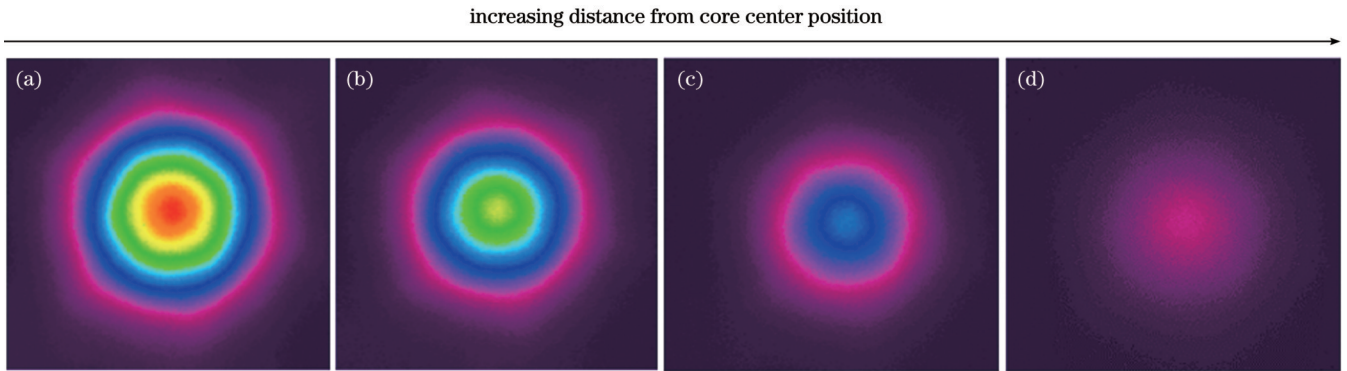 increasing distance from core center position
(a)
(b)
(c)
(d)